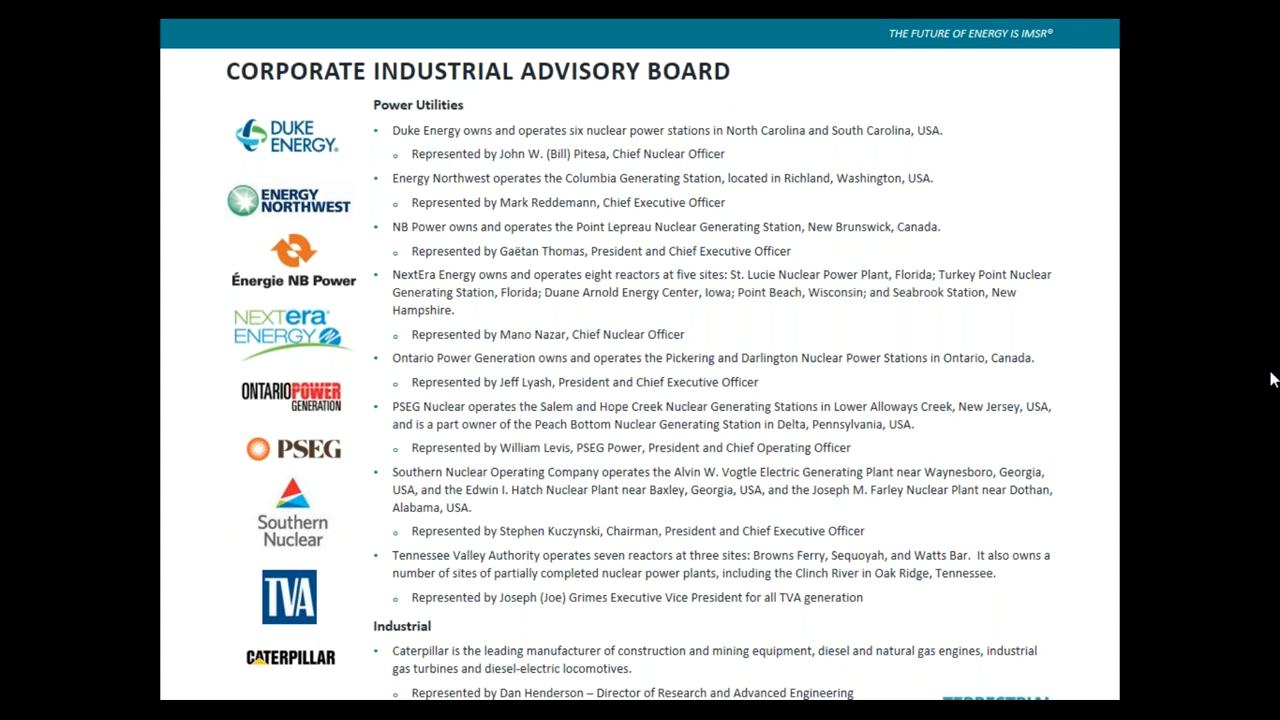 THE FUTURE OF ENERGY IS IMSR®
CORPORATE INDUSTRIAL ADVISORY BOARD
Power Utilities
DUKE
ENERGY®
• Duke Energy owns and operates six nuclear power stations in North Carolina and South Carolina, USA.
o Represented by John W. (Bill) Pitesa, Chief Nuclear Officer
ENERGY
NORTHWEST
• Energy Northwest operates the Columbia Generating Station, located in Richland, Washington, USA.
o Represented by Mark Reddemann, Chief Executive Officer
Énergie NB Power
• NB Power owns and operates the Point Lepreau Nuclear Generating Station, New Brunswick, Canada.
o Represented by Gaëtan Thomas, President and Chief Executive Officer
NEXTera
ENERGY
• NextEra Energy owns and operates eight reactors at five sites: St. Lucie Nuclear Power Plant, Florida; Turkey Point Nuclear
Generating Station, Florida; Duane Arnold Energy Center, Iowa; Point Beach, Wisconsin; and Seabrook Station, New
Hampshire.
o Represented by Mano Nazar, Chief Nuclear Officer
ONTARIOPOWER
GENERATION
• Ontario Power Generation owns and operates the Pickering and Darlington Nuclear Power Stations in Ontario, Canada.
o Represented by Jeff Lyash, President and Chief Executive Officer
PSEG
• PSEG Nuclear operates the Salem and Hope Creek Nuclear Generating Stations in Lower Alloways Creek, New Jersey, USA,
and is a part owner of the Peach Bottom Nuclear Generating Station in Delta, Pennsylvania, USA.
o Represented by William Levis, PSEG Power, President and Chief Operating Officer
Southern
Nuclear
• Southern Nuclear Operating Company operates the Alvin W. Vogtle Electric Generating Plant near Waynesboro, Georgia,
USA, and the Edwin I. Hatch Nuclear Plant near Baxley, Georgia, USA, and the Joseph M. Farley Nuclear Plant near Dothan,
Alabama, USA.
o Represented by Stephen Kuczynski, Chairman, President and Chief Executive Officer
TVA
• Tennessee Valley Authority operates seven reactors at three sites: Browns Ferry, Sequoyah, and Watts Bar. It also owns a
number of sites of partially completed nuclear power plants, including the Clinch River in Oak Ridge, Tennessee.
o Represented by Joseph (Joe) Grimes Executive Vice President for all TVA generation
Industrial
CATERPILLAR
• Caterpillar is the leading manufacturer of construction and mining equipment, diesel and natural gas engines, industrial
gas turbines and diesel-electric locomotives.
o Represented by Dan Henderson – Director of Research and Advanced Engineering